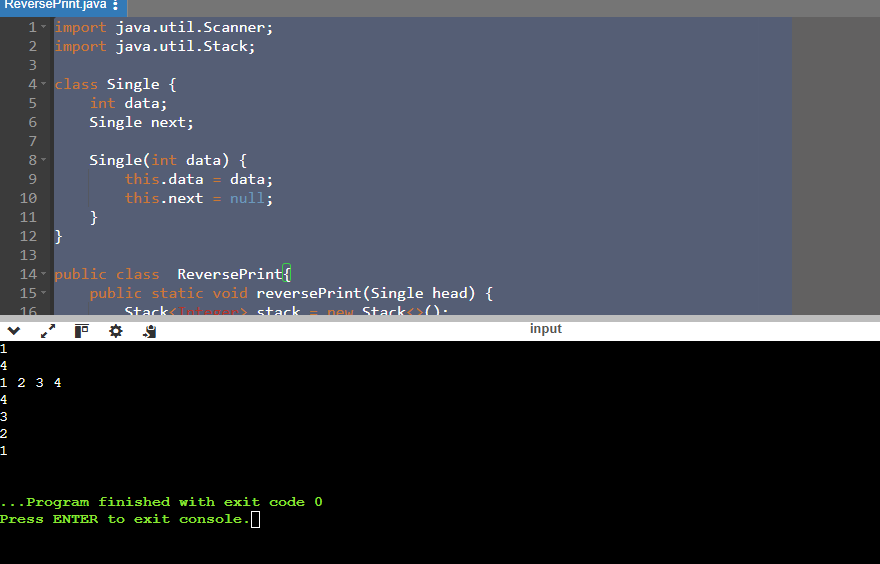 ReversePrint.java
1 import java.util.Scanner;
2 import java.util.Stack;
3
4 class Single {
5 int data;
6 Single next;
7
8 Single(int data) {
9 this.data = data;
10 this.next = null;
11 }
12 }
13
14 public class  ReversePrint{
15 public static void reversePrint(Single head) {
16 Stack<Integer> stack = new Stack<>();
input
1
4
1 2 3 4
4
3
2
1
...Program finished with exit code 0
Press ENTER to exit console.